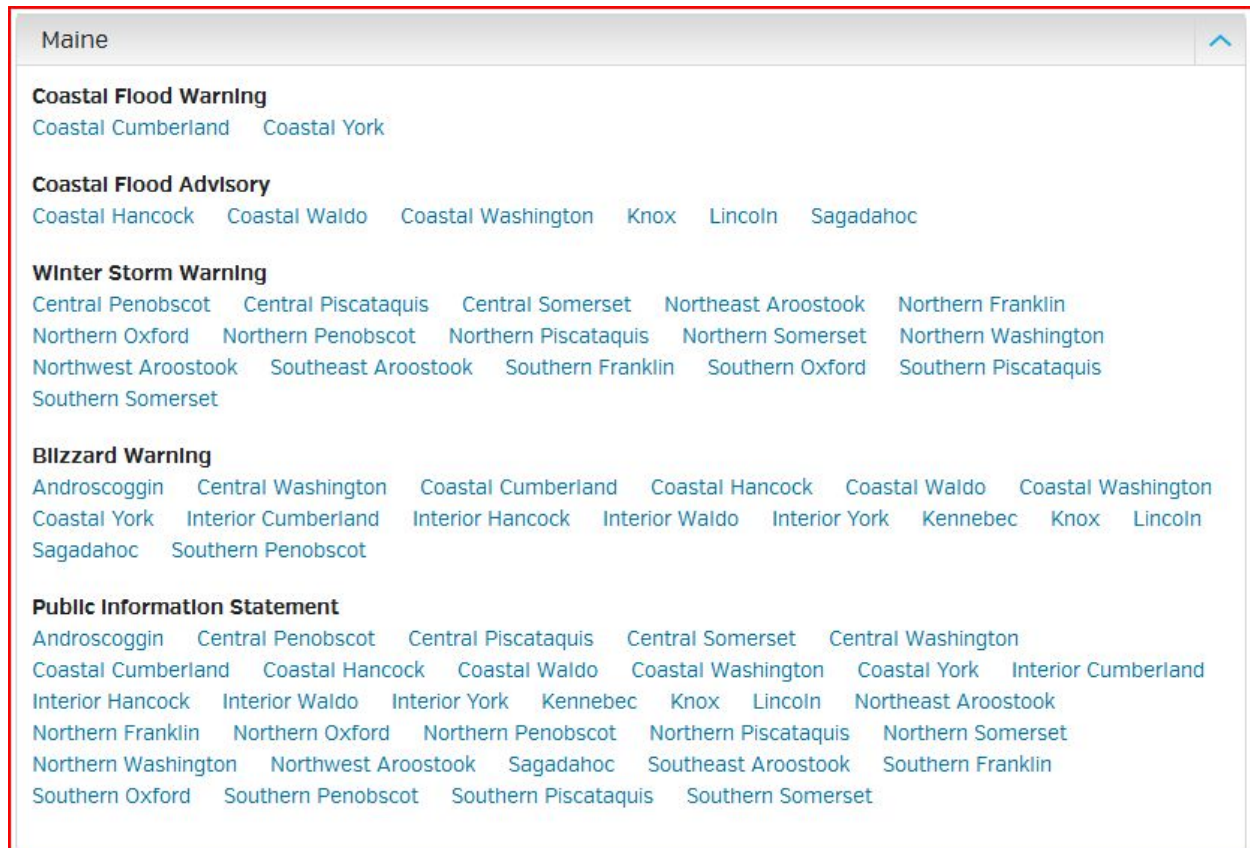 Maine
Coastal Flood Warning
Coastal Cumberland Coastal York
Coastal Flood Advisory
Coastal Hancock Coastal Waldo Coastal Washington Knox Lincoln Sagadahoc
Winter Storm Warning
Central Penobscot Central Piscataquis Central Somerset Northeast Aroostook Northern Franklin
Northern Oxford Northern Penobscot Northern Piscataquis Northern Somerset Northern Washington
Northwest Aroostook Southeast Aroostook Southern Franklin Southern Oxford Southern Piscataquis
Southern Somerset
Blizzard Warning
Androscoggin Central Washington Coastal Cumberland Coastal Hancock Coastal Waldo Coastal Washington
Coastal York Interior Cumberland Interior Hancock Interior Waldo Interior York Kennebec Knox Lincoln
Sagadahoc Southern Penobscot
Public Information Statement
Androscoggin Central Penobscot Central Piscataquis Central Somerset Central Washington
Coastal Cumberland Coastal Hancock Coastal Waldo Coastal Washington Coastal York Interior Cumberland
Interior Hancock Interior Waldo Interior York Kennebec Knox Lincoln Northeast Aroostook
Northern Franklin Northern Oxford Northern Penobscot Northern Piscataquis Northern Somerset
Northern Washington Northwest Aroostook Sagadahoc Southeast Aroostook Southern Franklin
Southern Oxford Southern Penobscot Southern Piscataquis Southern Somerset